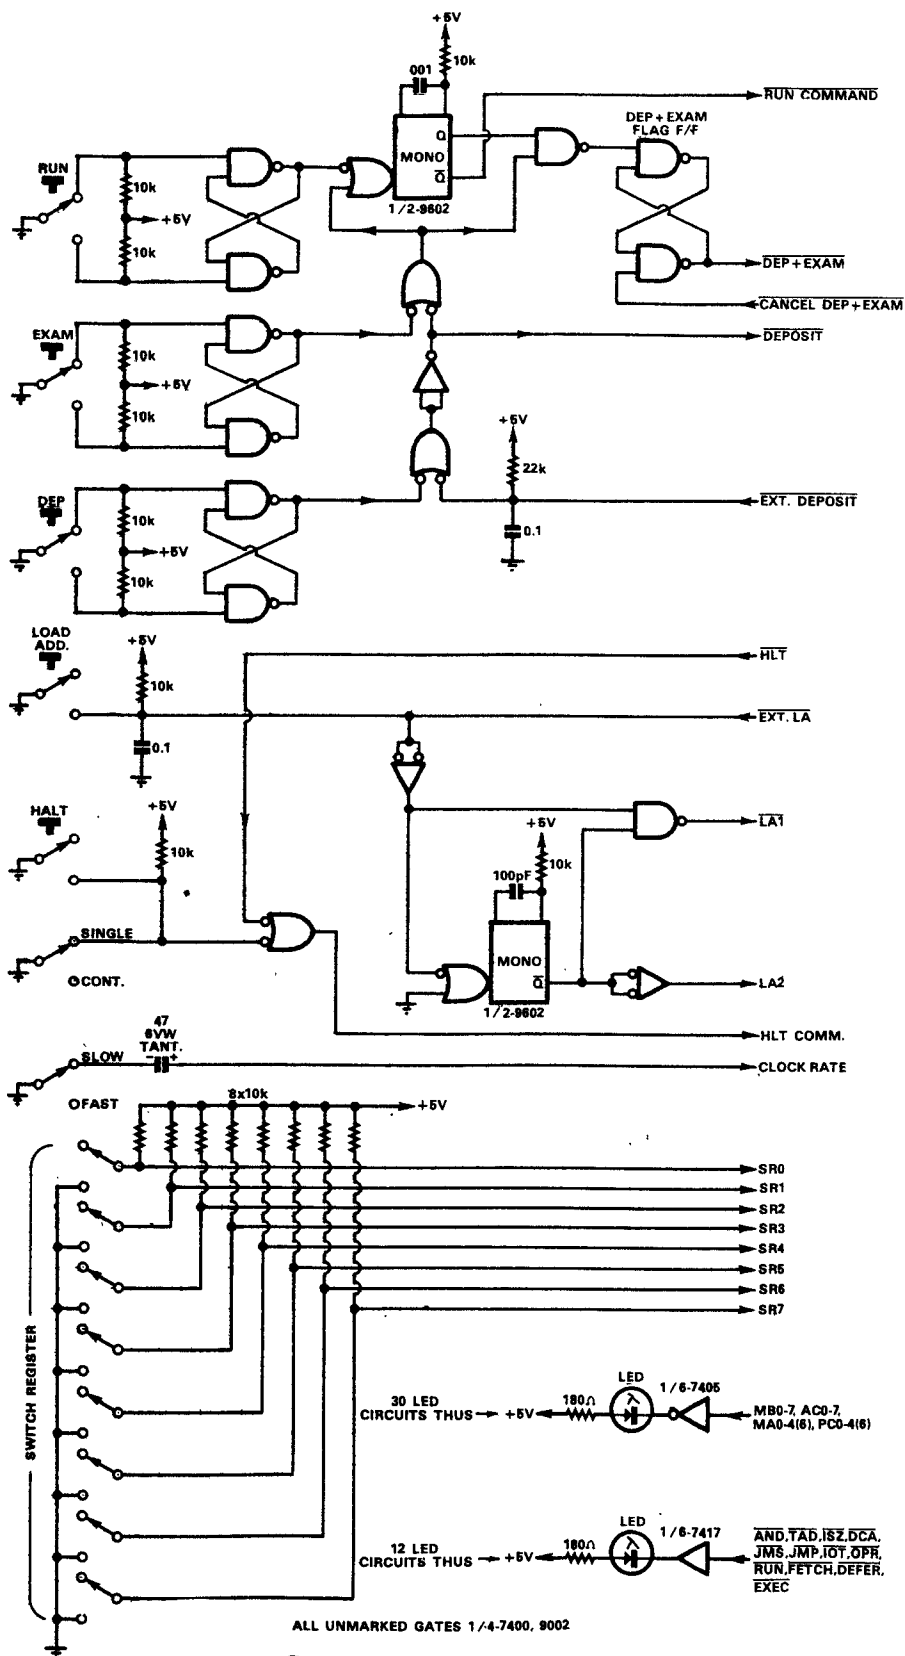 +5V
10k
001
RUN COMMAND
DEP+EXAM
FLAG F/F
Q
MONO
Q
1/2-9602
RUN
10k
+5V
10k
DEP+EXAM
CANCEL DEP+EXAM
EXAM
10k
+5V
10k
DEPOSIT
+5V
22k
EXT. DEPOSIT
0.1
DEP
10k
+5V
10k
LOAD
ADD.
+5V
10k
HLT
EXT. LA
0.1
HALT
+5V
10k
LA1
+5V
10k
100pF
SINGLE
MONO
Q
1/2-9602
CONT.
LA2
47
6VW
TANT.
- +
HLT COMM.
SLOW
CLOCK RATE
FAST
8x10k
+5V
SR0
SR1
SR2
SR3
SR4
SR5
SR6
SR7
SWITCH REGISTER
30 LED
CIRCUITS THUS
+5V
180Ω
LED
1/6-7405
MB0-7, AC0-7,
MA0-4(6), PC0-4(6)
12 LED
CIRCUITS THUS
+5V
180Ω
LED
1/6-7417
AND,TAD,ISZ,DCA,
JMS,JMP,IOT,OPR,
RUN,FETCH,DEFER,
EXEC
ALL UNMARKED GATES 1/4-7400, 9002